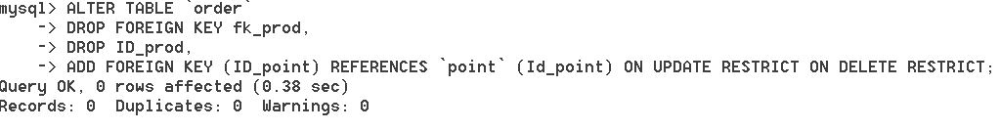 mysql> ALTER TABLE `order`
-> DROP FOREIGN KEY fk_prod,
-> DROP ID_prod,
-> ADD FOREIGN KEY (ID_point) REFERENCES `point` (Id_point) ON UPDATE RESTRICT ON DELETE RESTRICT;
Query OK, 0 rows affected (0.38 sec)
Records: 0  Duplicates: 0  Warnings: 0